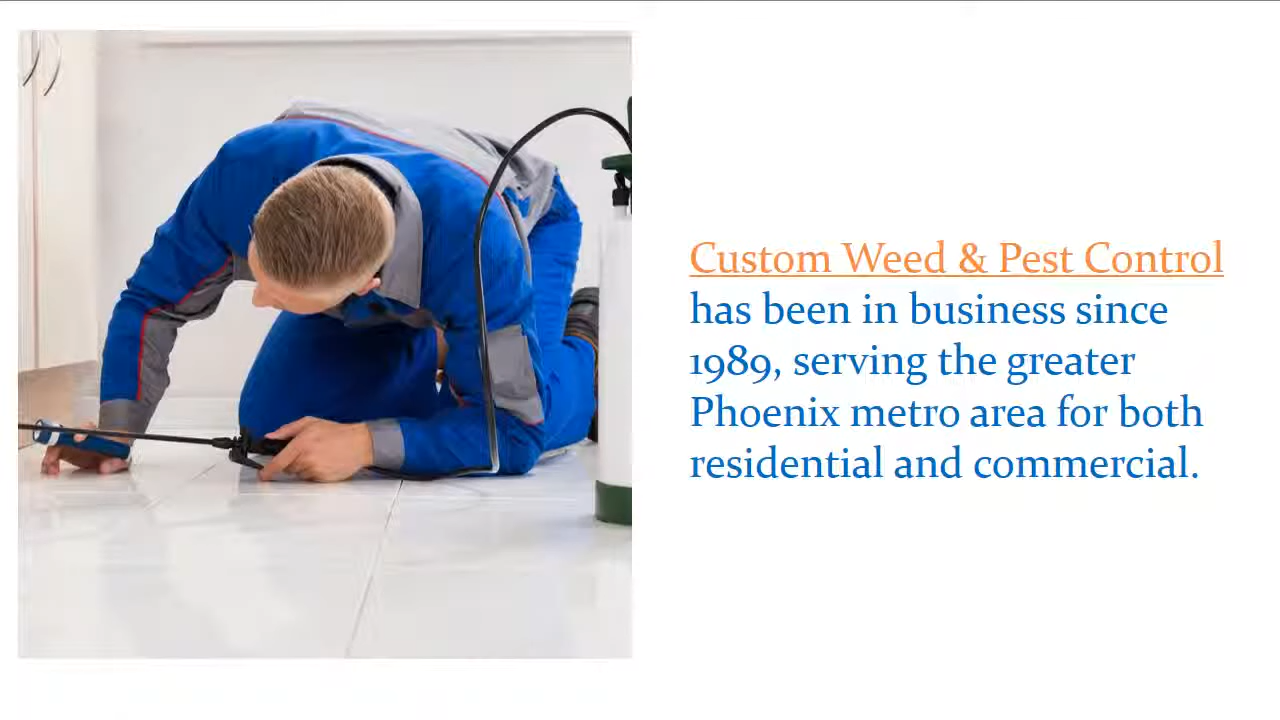 Custom Weed & Pest Control
has been in business since
1989, serving the greater
Phoenix metro area for both
residential and commercial.